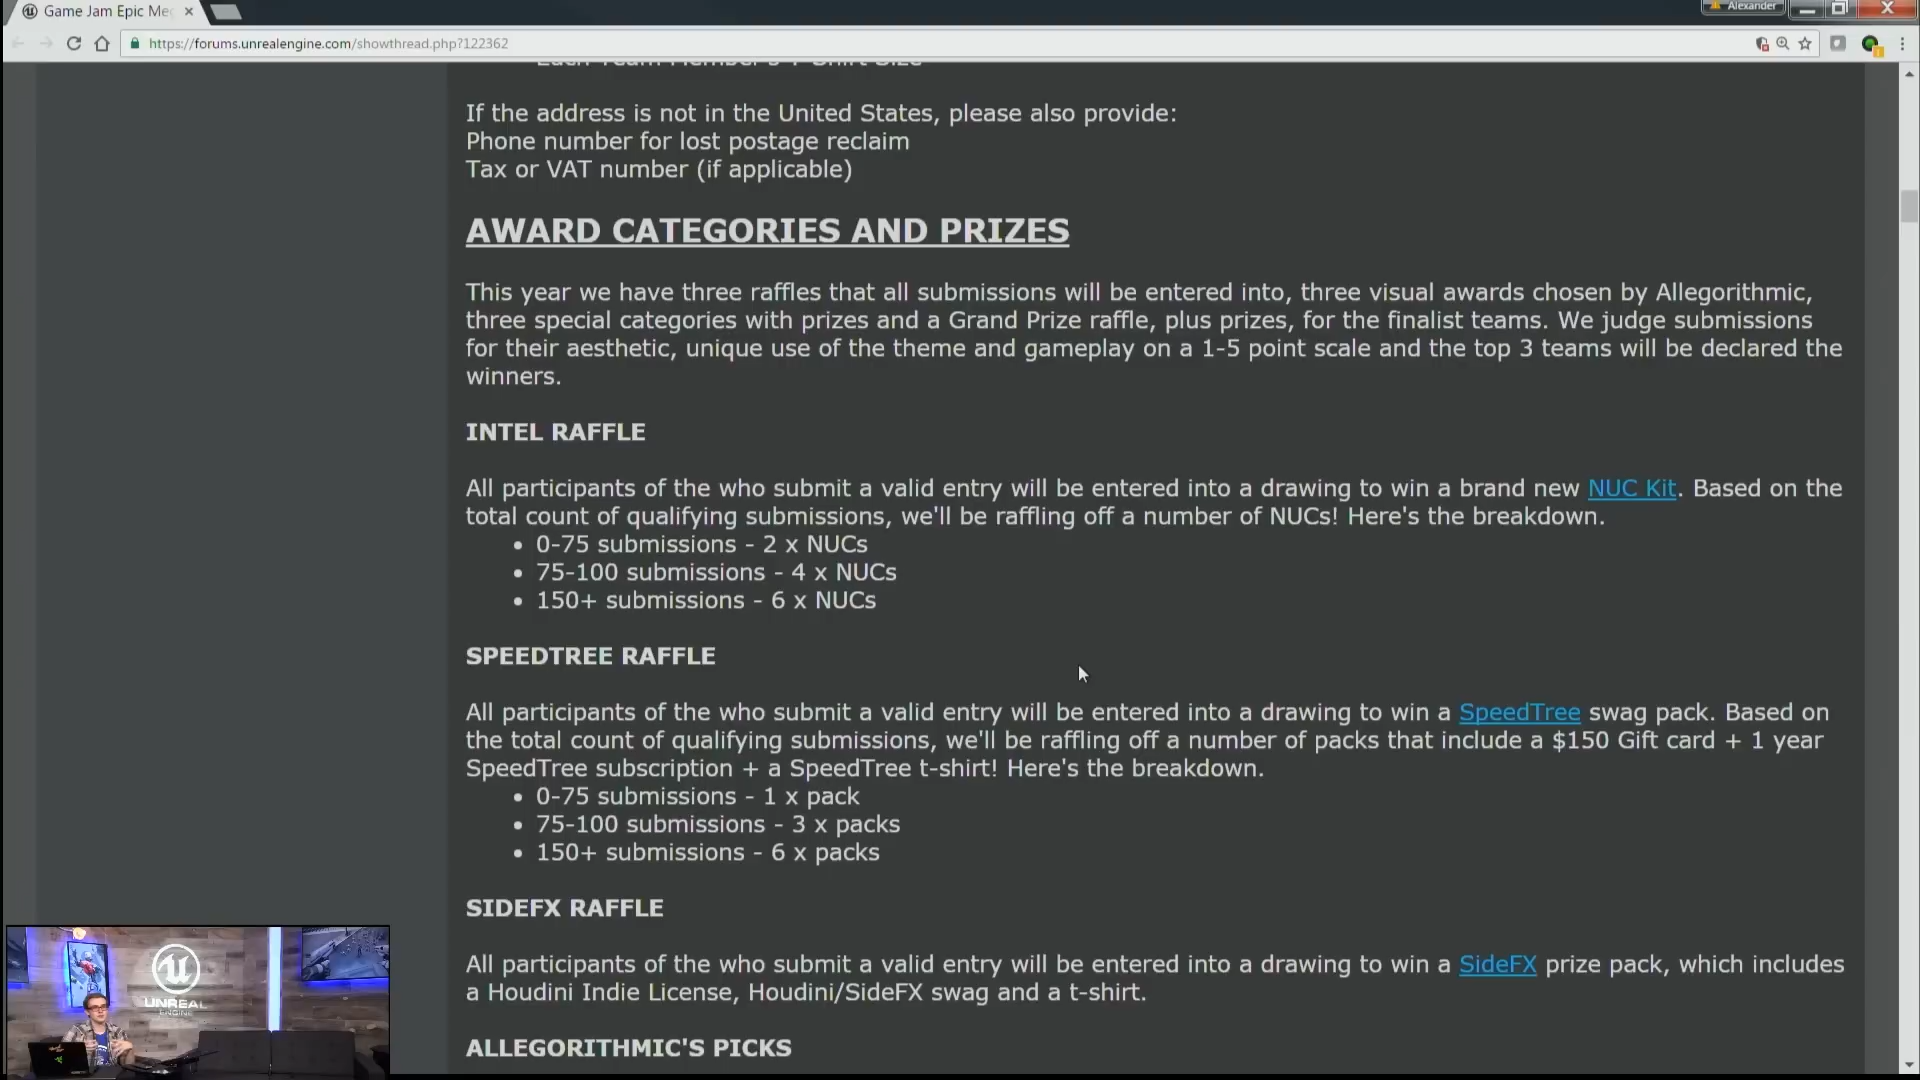 Game Jam Epic Me
Alexander
https://forums.unrealengine.com/showthread.php?122362
Each Team Member's T-Shirt Size
If the address is not in the United States, please also provide:
Phone number for lost postage reclaim
Tax or VAT number (if applicable)
AWARD CATEGORIES AND PRIZES
This year we have three raffles that all submissions will be entered into, three visual awards chosen by Allegorithmic,
three special categories with prizes and a Grand Prize raffle, plus prizes, for the finalist teams. We judge submissions
for their aesthetic, unique use of the theme and gameplay on a 1-5 point scale and the top 3 teams will be declared the
winners.
INTEL RAFFLE
All participants of the who submit a valid entry will be entered into a drawing to win a brand new NUC Kit. Based on the
total count of qualifying submissions, we'll be raffling off a number of NUCs! Here's the breakdown.
• 0-75 submissions - 2 x NUCs
• 75-100 submissions - 4 x NUCs
• 150+ submissions - 6 x NUCs
SPEEDTREE RAFFLE
All participants of the who submit a valid entry will be entered into a drawing to win a SpeedTree swag pack. Based on
the total count of qualifying submissions, we'll be raffling off a number of packs that include a $150 Gift card + 1 year
SpeedTree subscription + a SpeedTree t-shirt! Here's the breakdown.
• 0-75 submissions - 1 x pack
• 75-100 submissions - 3 x packs
• 150+ submissions - 6 x packs
SIDEFX RAFFLE
All participants of the who submit a valid entry will be entered into a drawing to win a SideFX prize pack, which includes
a Houdini Indie License, Houdini/SideFX swag and a t-shirt.
ALLEGORITHMIC'S PICKS
UNREAL
ENGINE